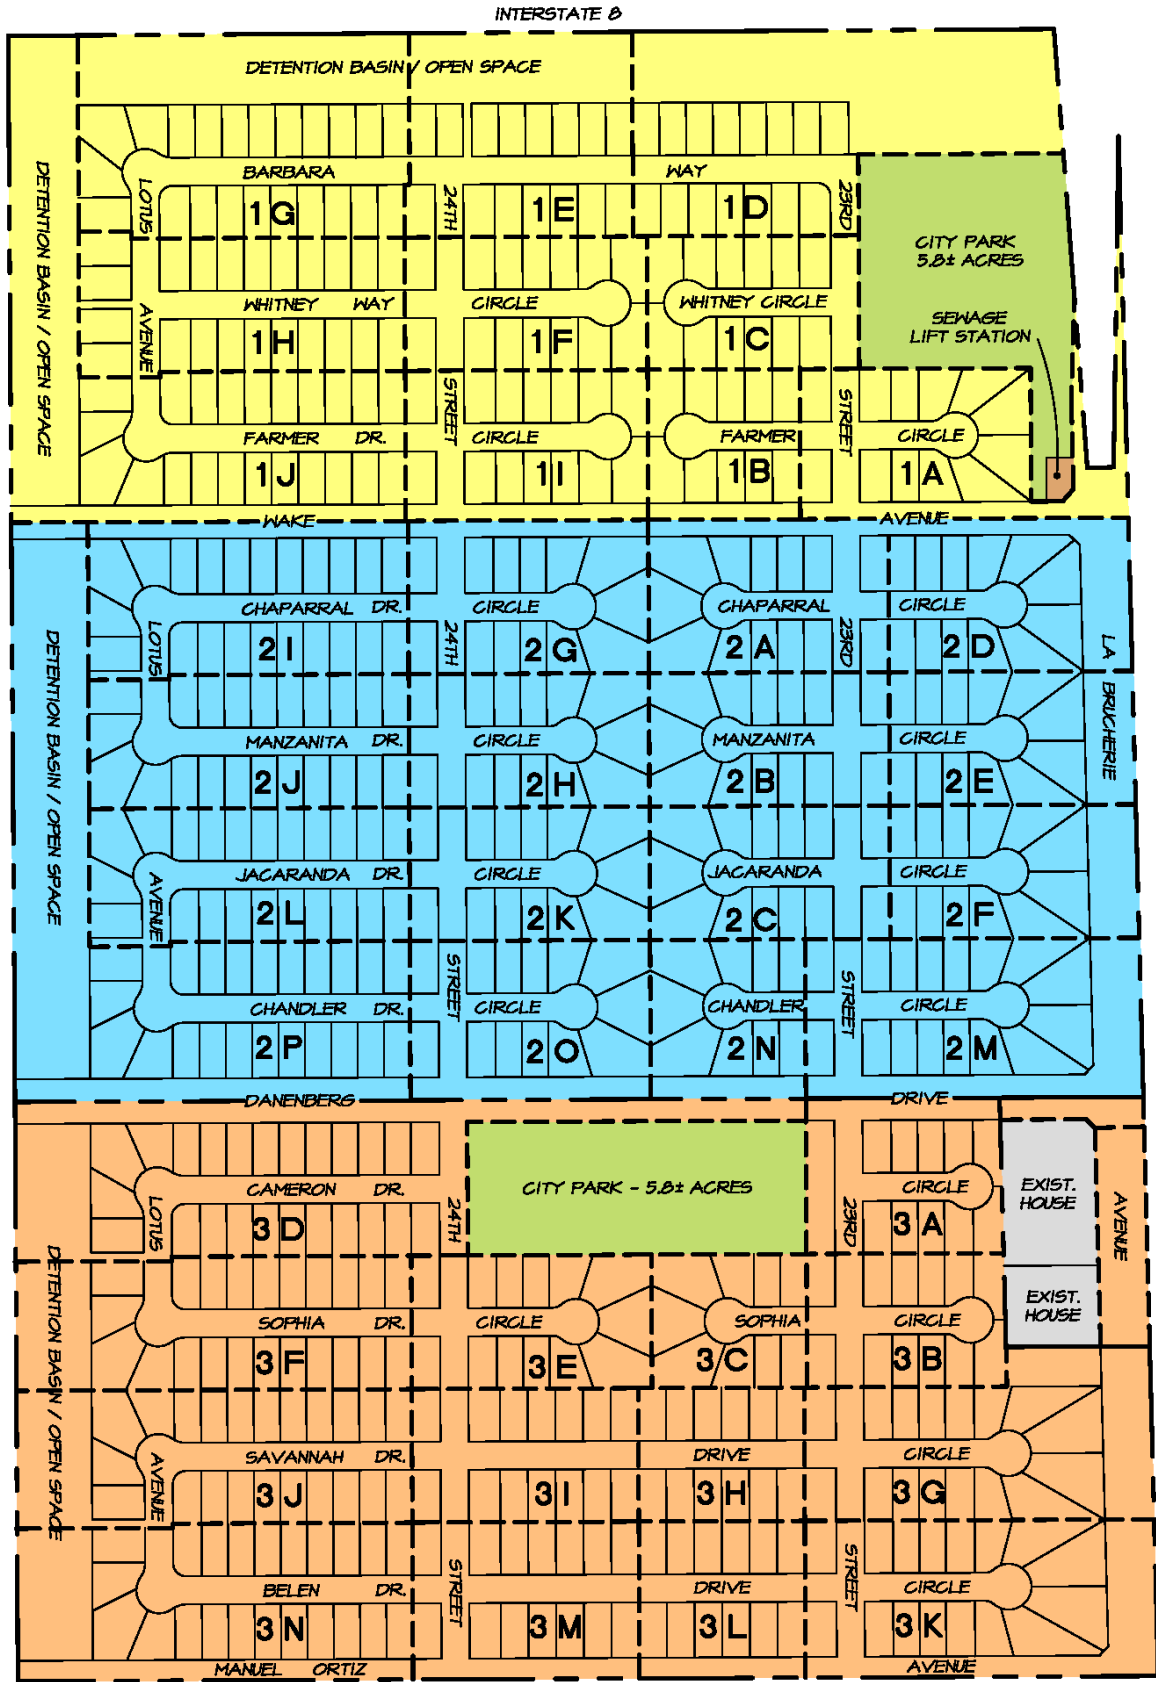 INTERSTATE 8
DETENTION BASIN / OPEN SPACE
DETENTION BASIN / OPEN SPACE
BARBARA WAY
LOTUS
1G
24TH
1E
1D
23RD
CITY PARK
5.8± ACRES
AVENUE
WHITNEY WAY
CIRCLE
WHITNEY CIRCLE
SEWAGE
LIFT STATION
1H
1F
1C
STREET
STREET
FARMER DR.
CIRCLE
FARMER
CIRCLE
1J
1I
1B
1A
WAKE AVENUE
CHAPARRAL DR.
CIRCLE
CHAPARRAL
CIRCLE
DETENTION BASIN / OPEN SPACE
LOTUS
2I
24TH
2G
2A
23RD
2D
LA BRUCHERIE
MANZANITA DR.
CIRCLE
MANZANITA
CIRCLE
2J
2H
2B
2E
JACARANDA DR.
CIRCLE
JACARANDA
CIRCLE
AVENUE
2L
2K
2C
2F
STREET
STREET
CHANDLER DR.
CIRCLE
CHANDLER
CIRCLE
2P
2O
2N
2M
DANENBERG DRIVE
CAMERON DR.
CITY PARK - 5.8± ACRES
CIRCLE
EXIST.
HOUSE
AVENUE
LOTUS
3D
24TH
23RD
3A
DETENTION BASIN / OPEN SPACE
SOPHIA DR.
CIRCLE
SOPHIA
CIRCLE
EXIST.
HOUSE
3F
3E
3C
3B
SAVANNAH DR.
DRIVE
CIRCLE
AVENUE
3J
3I
3H
3G
STREET
STREET
BELEN DR.
DRIVE
CIRCLE
3N
3M
3L
3K
MANUEL ORTIZ AVENUE